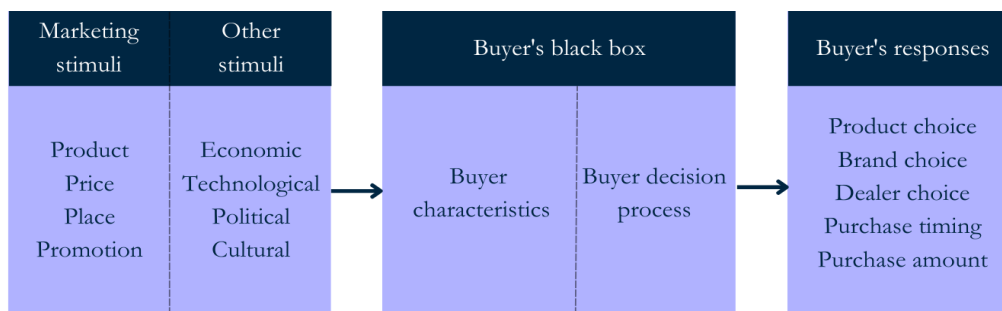 Marketing
stimuli
Other
stimuli
Buyer's black box
Buyer's responses
Product
Price
Place
Promotion
Economic
Technological
Political
Cultural
Buyer
characteristics
Buyer decision
process
Product choice
Brand choice
Dealer choice
Purchase timing
Purchase amount